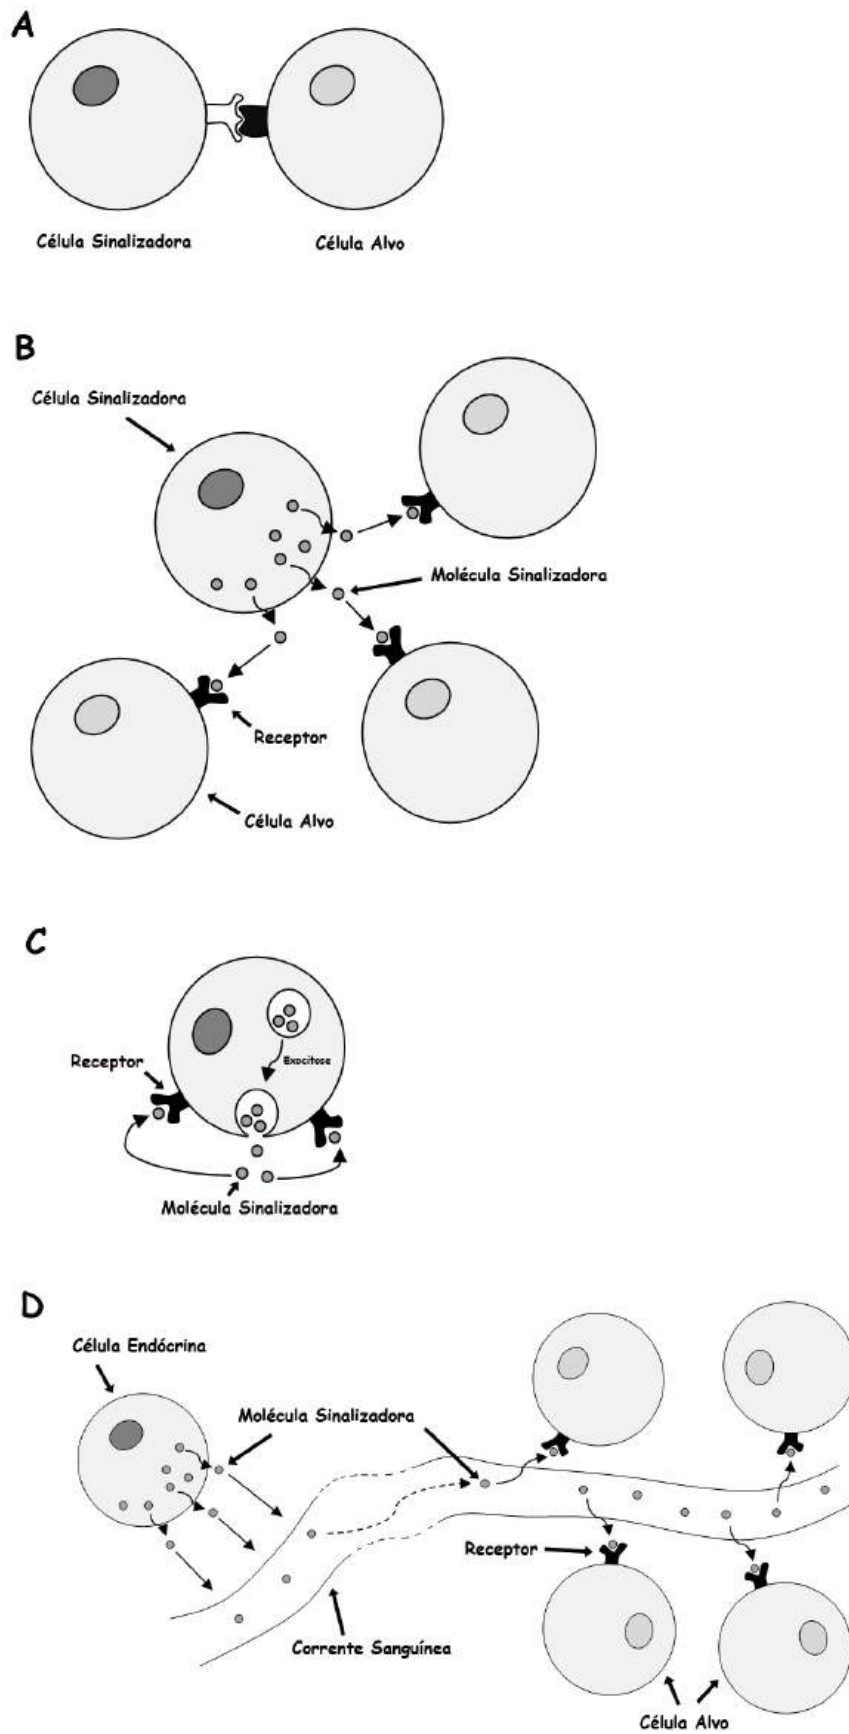 A
Célula Sinalizadora
Célula Alvo
B
Célula Sinalizadora
Molécula Sinalizadora
Receptor
Célula Alvo
C
Exocitose
Receptor
Molécula Sinalizadora
D
Célula Endócrina
Molécula Sinalizadora
Receptor
Corrente Sanguínea
Célula Alvo